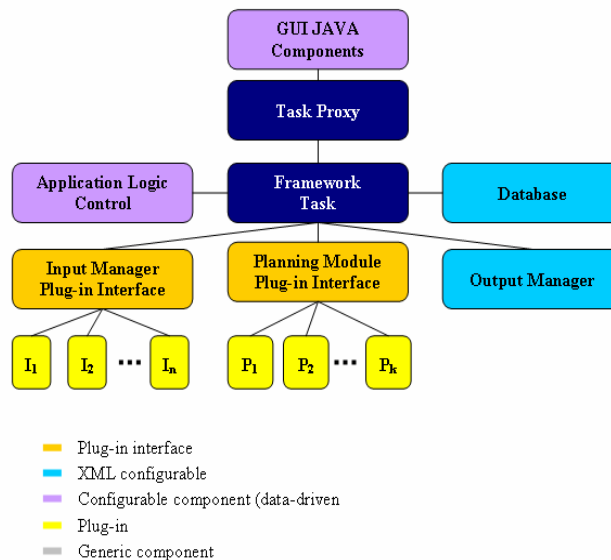 GUI JAVA
Components
Task Proxy
Application Logic
Control
Framework
Task
Database
Input Manager
Plug-in Interface
Planning Module
Plug-in Interface
Output Manager
I1 I2 ... In P1 P2 ... Pk
Plug-in interface
XML configurable
Configurable component (data-driven
Plug-in
Generic component